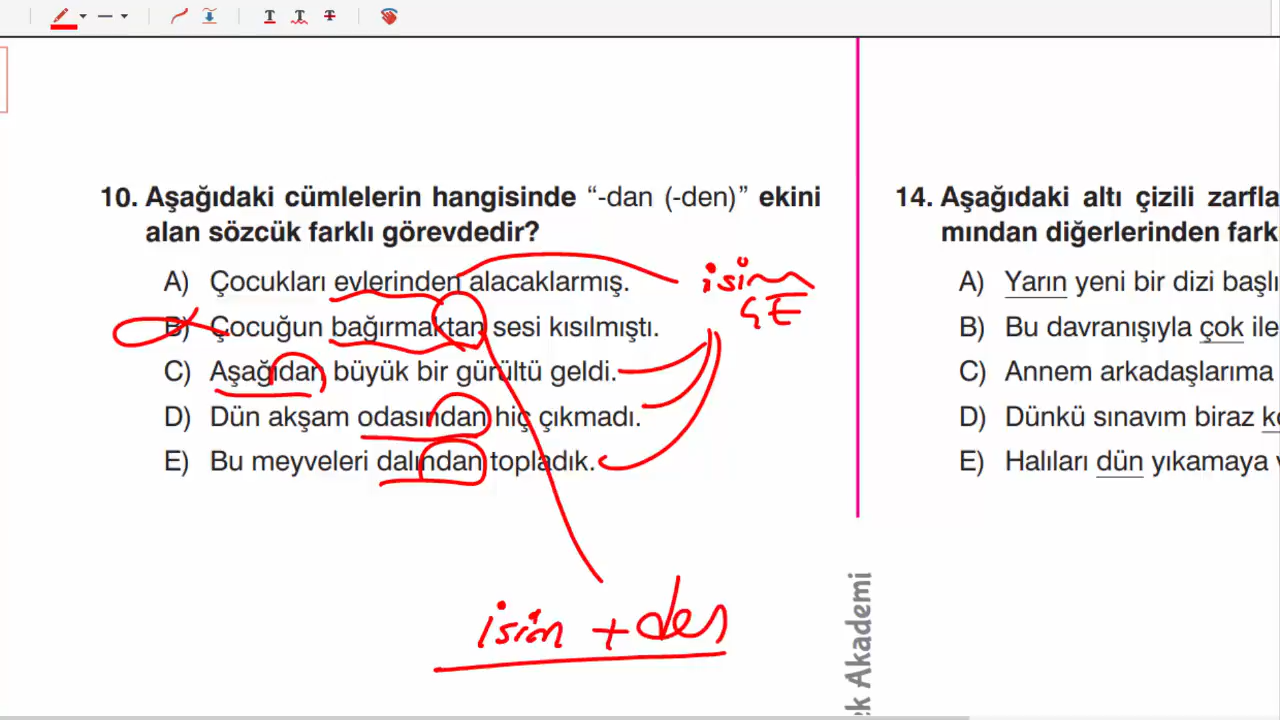 10. Aşağıdaki cümlelerin hangisinde “-dan (-den)” ekini
alan sözcük farklı görevdedir?
A) Çocukları evlerinden alacaklarmış.
B) Çocuğun bağırmaktan sesi kısılmıştı.
C) Aşağıdan büyük bir gürültü geldi.
D) Dün akşam odasından hiç çıkmadı.
E) Bu meyveleri dalından topladık.
isim
ÇE
isim + den
14. Aşağıdaki altı çizili zarfla
mından diğerlerinden fark
A) Yarın yeni bir dizi başlı
B) Bu davranışıyla çok ile
C) Annem arkadaşlarıma
D) Dünkü sınavım biraz ko
E) Halıları dün yıkamaya v
ek Akademi